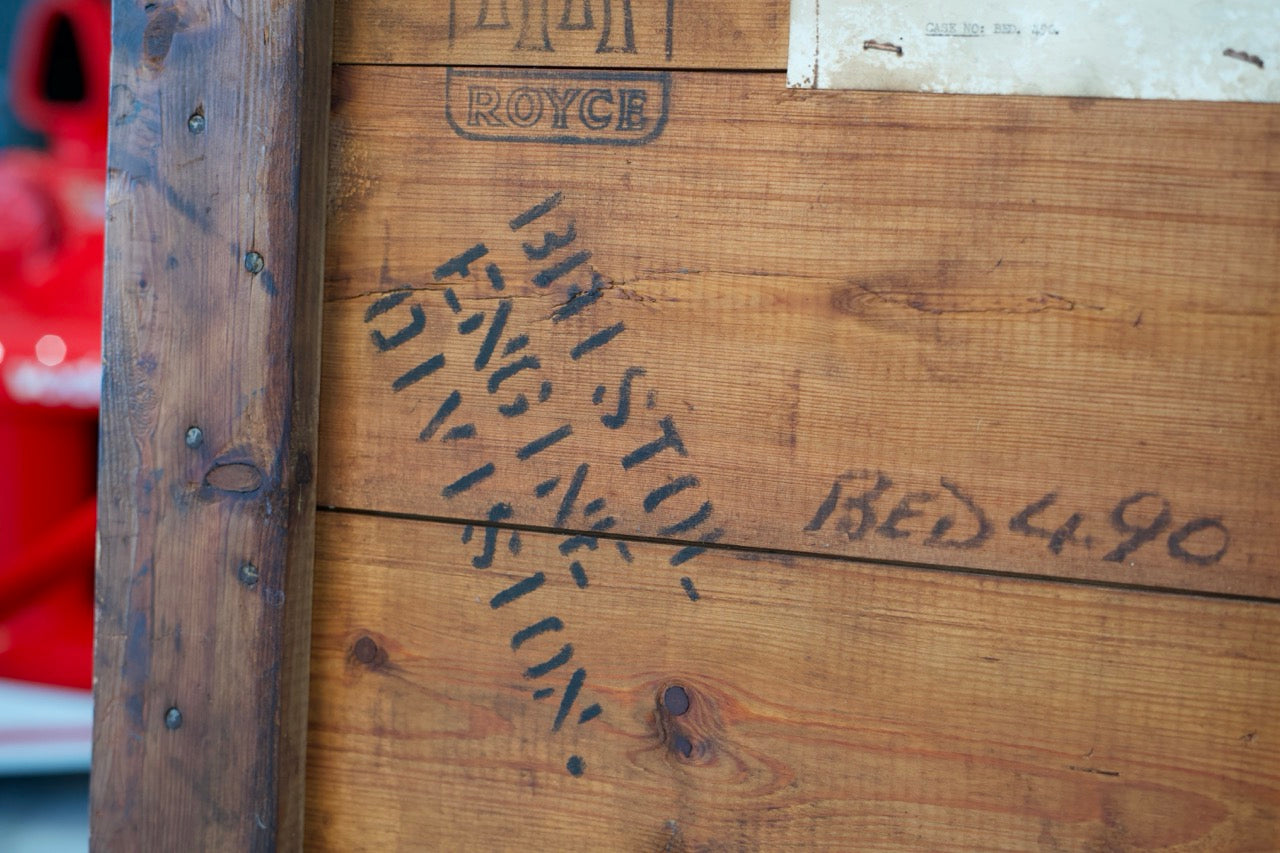 CASE NO: BED. 490.
ROYCE
BRISTOL-
ENGINE
DIVISION.
BED 490